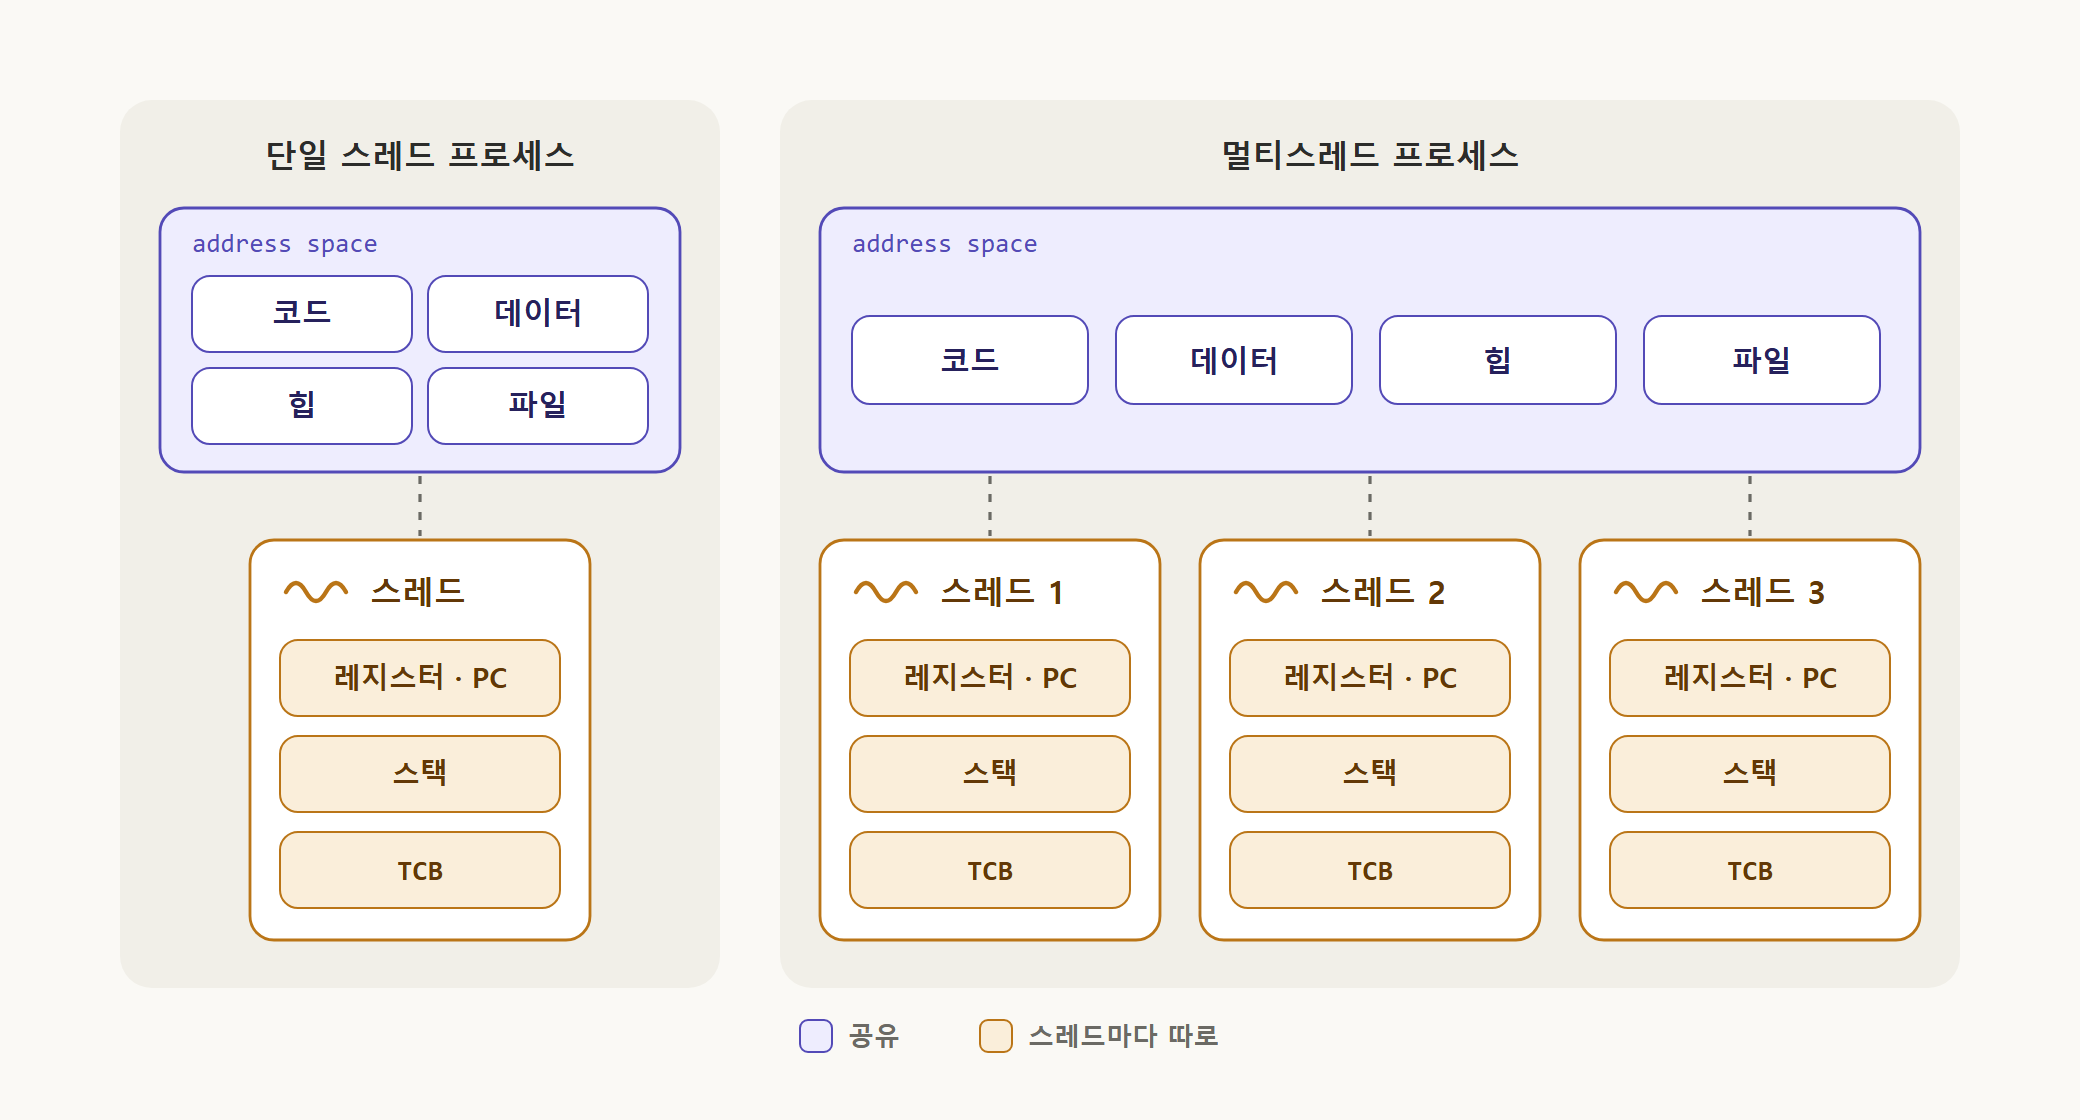 단일 스레드 프로세스
address space
코드
데이터
힙
파일
스레드
레지스터 · PC
스택
TCB
멀티스레드 프로세스
address space
코드
데이터
힙
파일
스레드 1
레지스터 · PC
스택
TCB
스레드 2
레지스터 · PC
스택
TCB
스레드 3
레지스터 · PC
스택
TCB
공유
스레드마다 따로